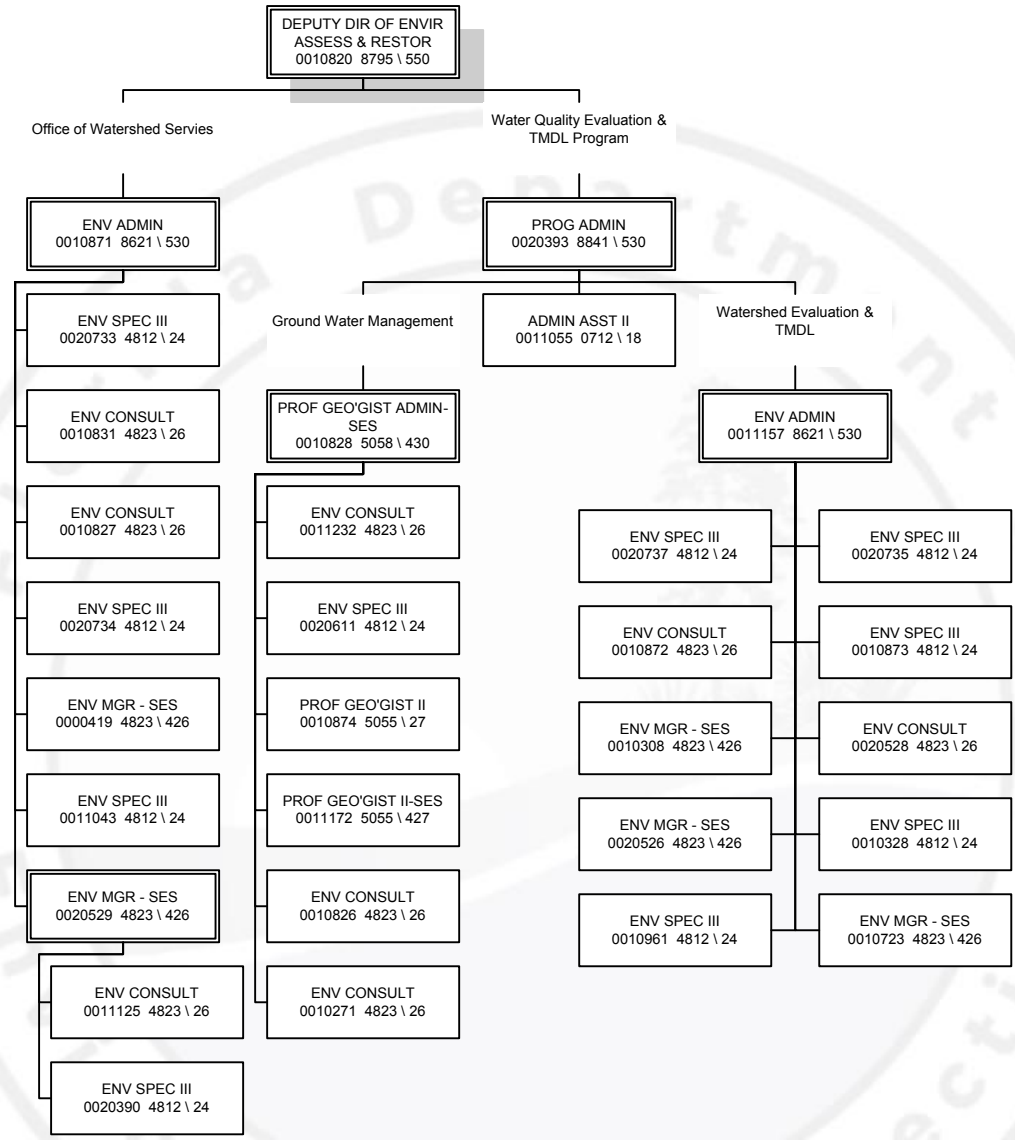 DEPUTY DIR OF ENVIR
ASSESS & RESTOR
0010820 8795 \ 550
Office of Watershed Servies
Water Quality Evaluation &
TMDL Program
ENV ADMIN
0010871 8621 \ 530
PROG ADMIN
0020393 8841 \ 530
ENV SPEC III
0020733 4812 \ 24
ENV CONSULT
0010831 4823 \ 26
ENV CONSULT
0010827 4823 \ 26
ENV SPEC III
0020734 4812 \ 24
ENV MGR - SES
0000419 4823 \ 426
ENV SPEC III
0011043 4812 \ 24
ENV MGR - SES
0020529 4823 \ 426
ENV CONSULT
0011125 4823 \ 26
ENV SPEC III
0020390 4812 \ 24
Ground Water Management
ADMIN ASST II
0011055 0712 \ 18
Watershed Evaluation &
TMDL
PROF GEO'GIST ADMIN-
SES
0010828 5058 \ 430
ENV CONSULT
0011232 4823 \ 26
ENV SPEC III
0020611 4812 \ 24
PROF GEO'GIST II
0010874 5055 \ 27
PROF GEO'GIST II-SES
0011172 5055 \ 427
ENV CONSULT
0010826 4823 \ 26
ENV CONSULT
0010271 4823 \ 26
ENV ADMIN
0011157 8621 \ 530
ENV SPEC III
0020737 4812 \ 24
ENV SPEC III
0020735 4812 \ 24
ENV CONSULT
0010872 4823 \ 26
ENV SPEC III
0010873 4812 \ 24
ENV MGR - SES
0010308 4823 \ 426
ENV CONSULT
0020528 4823 \ 26
ENV MGR - SES
0020526 4823 \ 426
ENV SPEC III
0010328 4812 \ 24
ENV SPEC III
0010961 4812 \ 24
ENV MGR - SES
0010723 4823 \ 426
Department